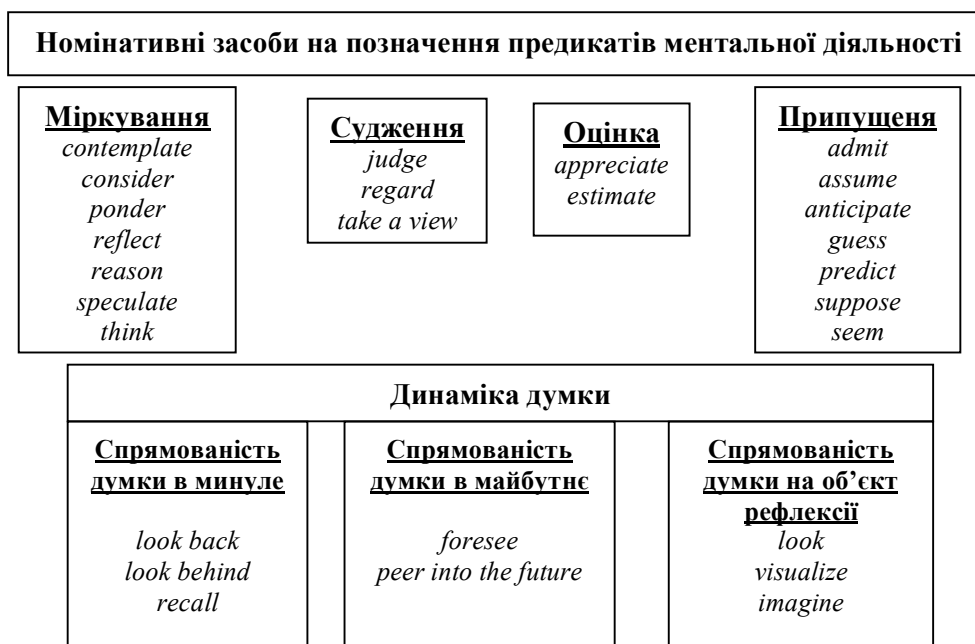 Номінативні засоби на позначення предикатів ментальної діяльності
Міркування
contemplate
consider
ponder
reflect
reason
speculate
think
Судження
judge
regard
take a view
Оцінка
appreciate
estimate
Припущеня
admit
assume
anticipate
guess
predict
suppose
seem
Динаміка думки
Спрямованість
думки в минуле
look back
look behind
recall
Спрямованість
думки в майбутнє
foresee
peer into the future
Спрямованість
думки на об’єкт
рефлексії
look
visualize
imagine